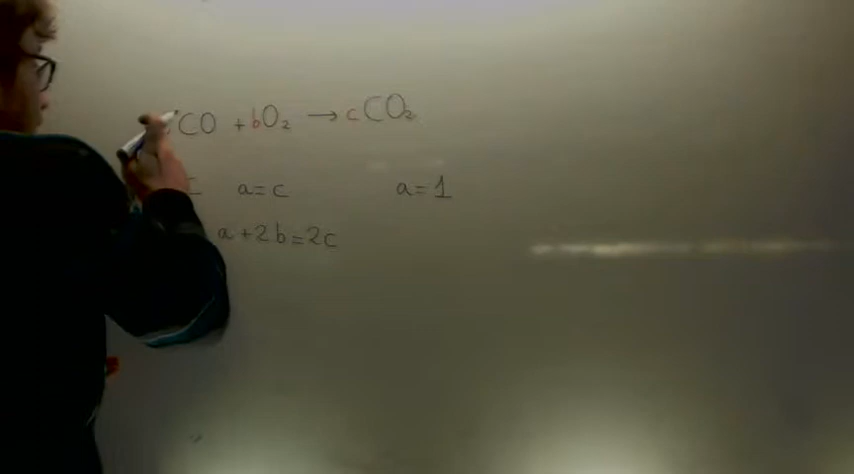 CO + bO₂ → cCO₂
a = c a = 1
a + 2b = 2c